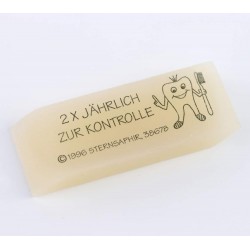 2 X JÄHRLICH
ZUR KONTROLLE
© 1996 STERNSAPHIR, 38678